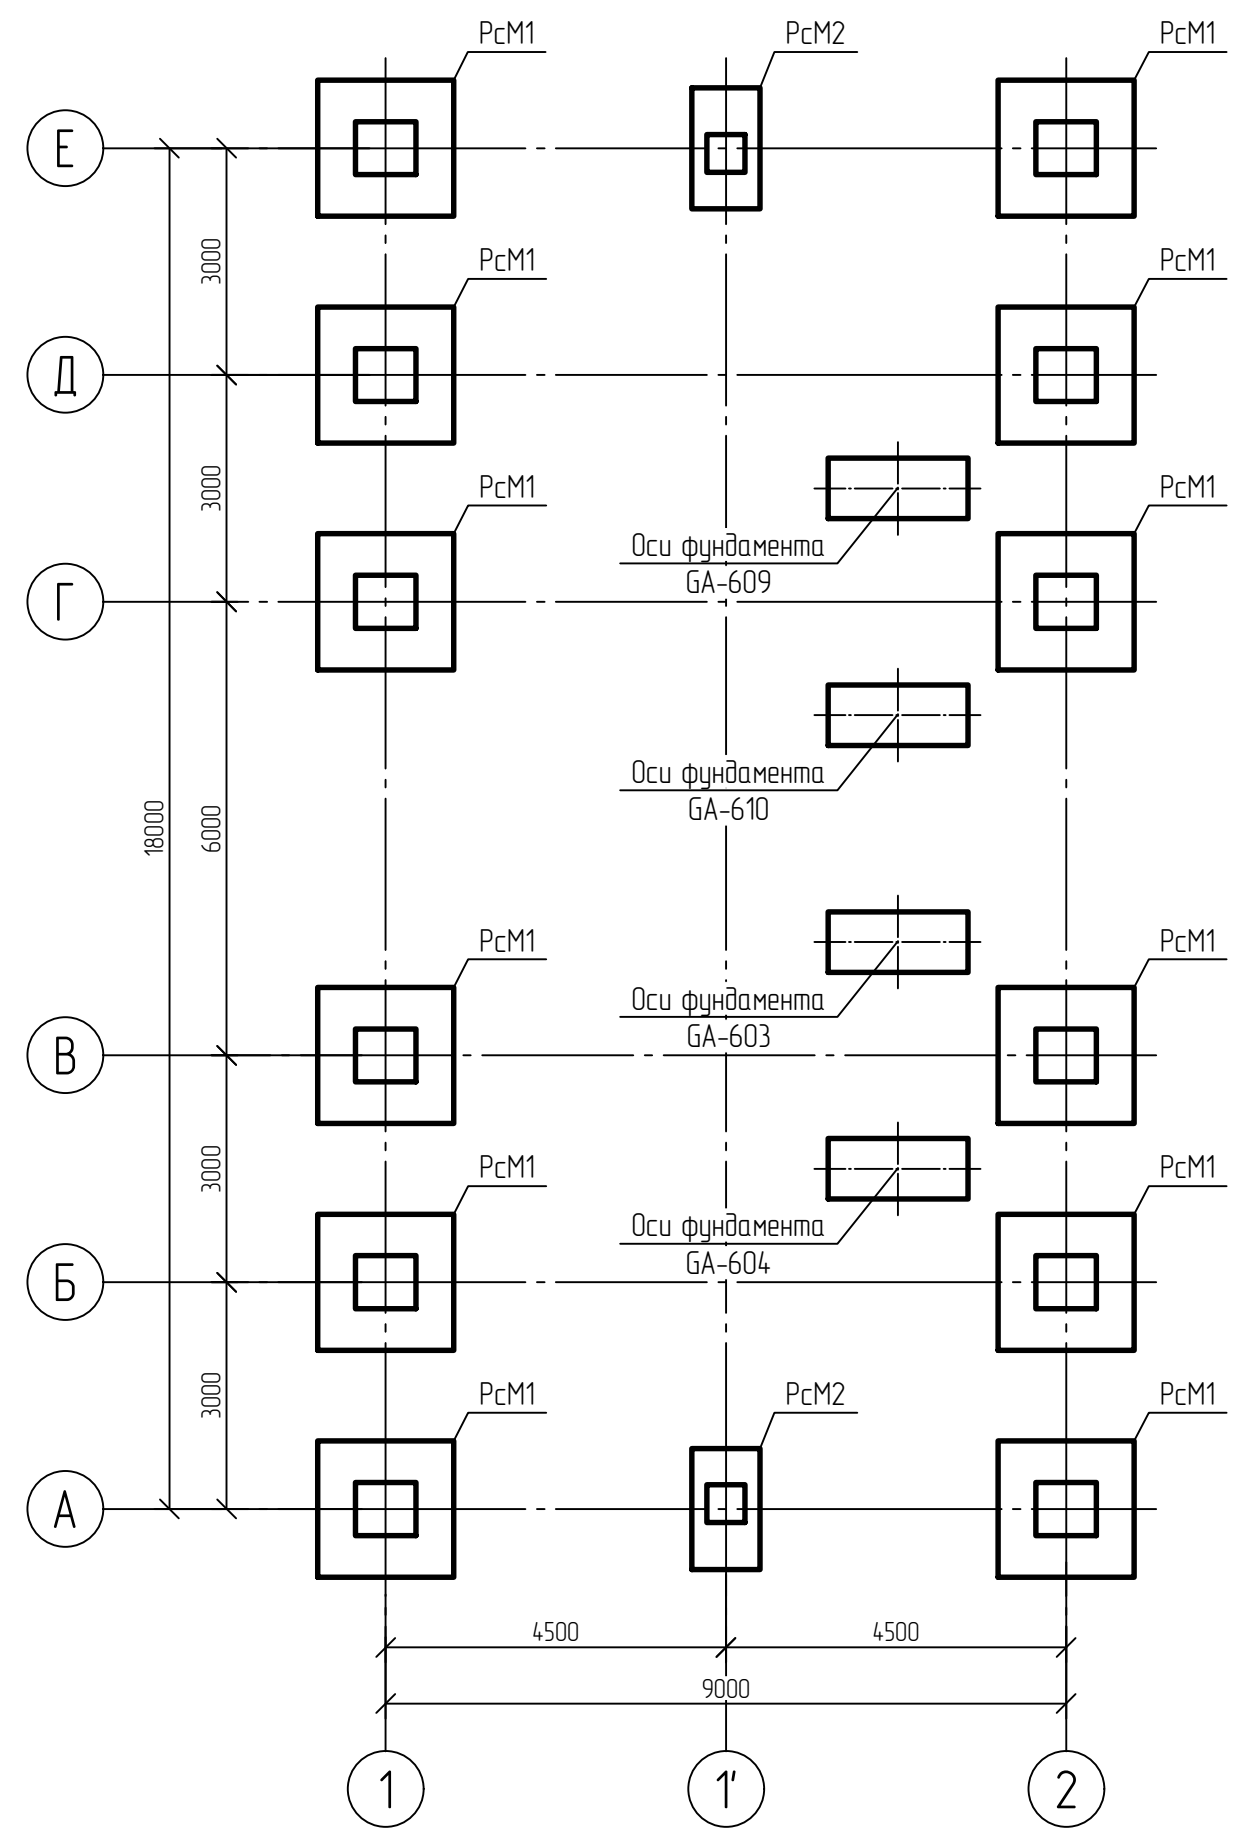 РсМ1
РсМ2
РсМ1
Е
3000
РсМ1
РсМ1
Д
3000
РсМ1
РсМ1
Оси фундамента
GA-609
Г
Оси фундамента
GA-610
18000
6000
РсМ1
РсМ1
Оси фундамента
GA-603
В
3000
РсМ1
РсМ1
Оси фундамента
GA-604
Б
3000
РсМ1
РсМ2
РсМ1
А
4500
4500
9000
1
1'
2